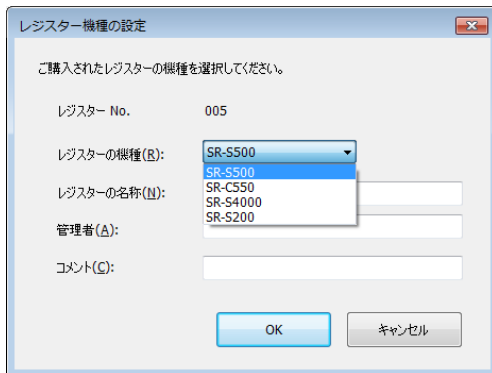 レジスター機種の設定
ご購入されたレジスターの機種を選択してください。
レジスター No. 005
レジスターの機種(R): SR-S500
SR-S500
SR-C550
SR-S4000
SR-S200
レジスターの名称(N):
管理者(A):
コメント(C):
OK キャンセル